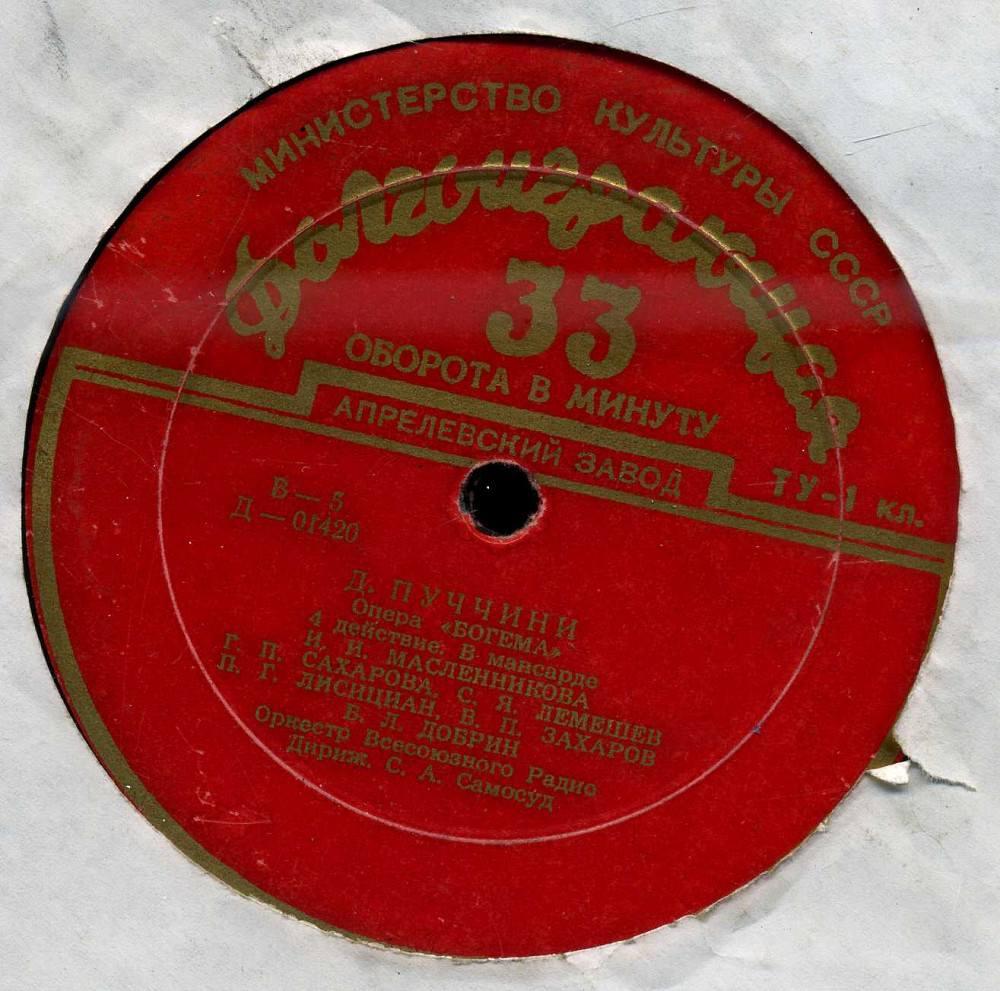 МИНИСТЕРСТВО КУЛЬТУРЫ СССР
Долгоиграющая
33
ОБОРОТА В МИНУТУ
АПРЕЛЕВСКИЙ ЗАВОД
ТУ-1 кл.
В — 5
Д — 01420
Д. ПУЧЧИНИ
Опера «БОГЕМА»
4 действие: В мансарде
И. И. МАСЛЕННИКОВА
Г. П. САХАРОВА, С. Я. ЛЕМЕШЕВ
П. Г. ЛИСИЦИАН, В. П. ЗАХАРОВ
Б. Л. ДОБРИН
Оркестр Всесоюзного Радио
Дириж. С. А. Самосуд